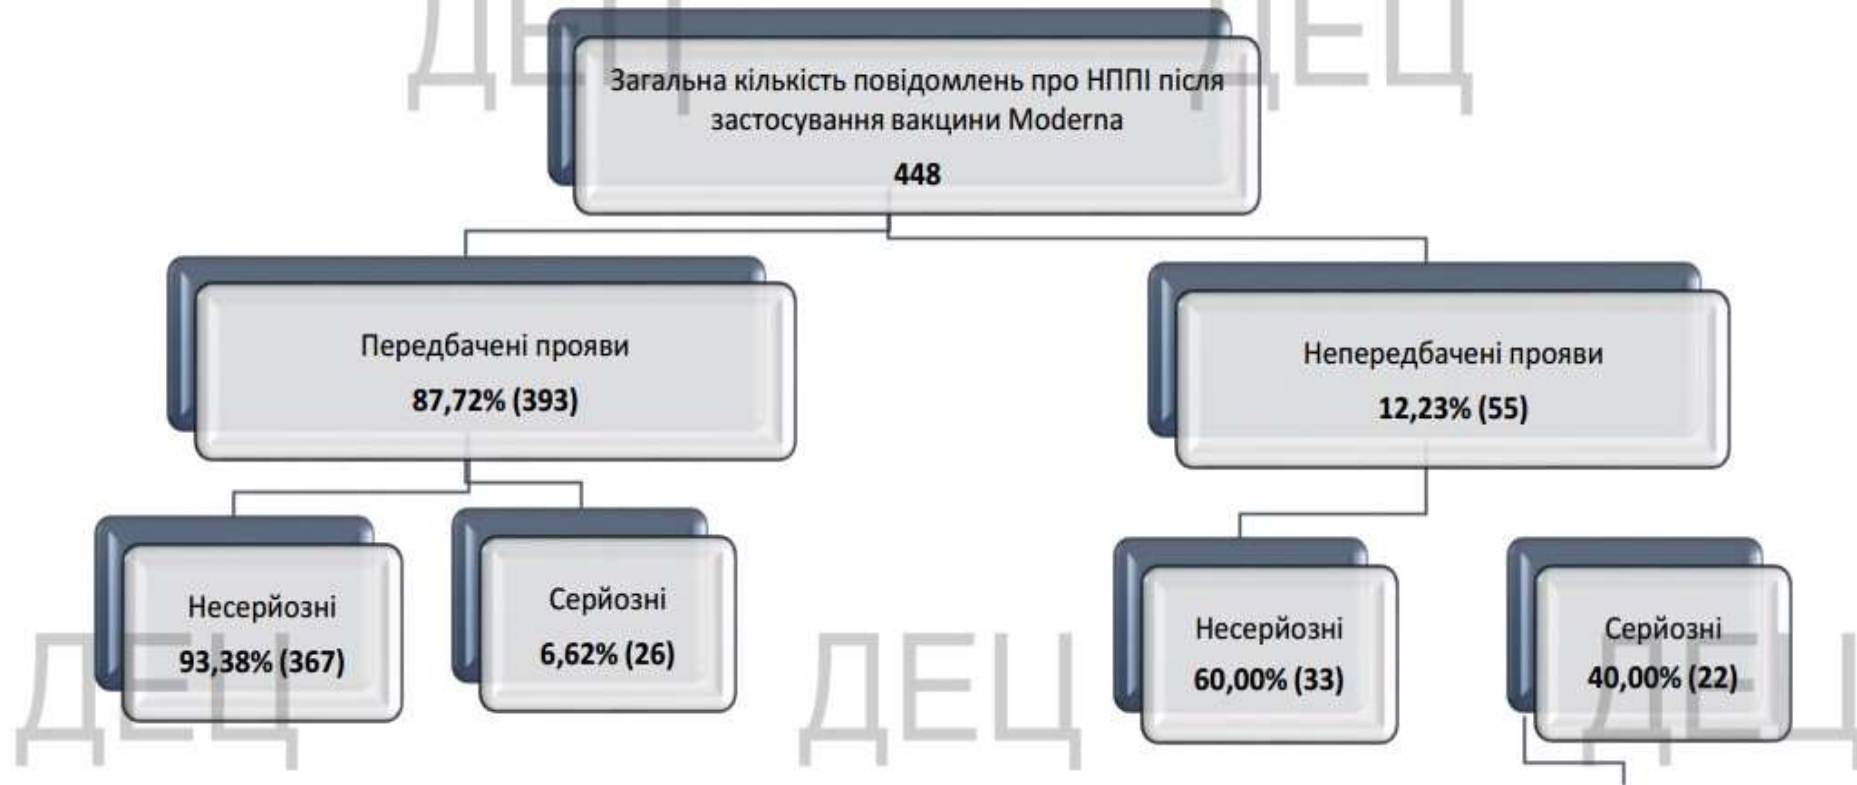 ДЕЦ ДЕЦ
Загальна кількість повідомлень про НППІ після
застосування вакцини Moderna
448
Передбачені прояви
87,72% (393)
Непередбачені прояви
12,23% (55)
Несерйозні
93,38% (367)
Серйозні
6,62% (26)
Несерйозні
60,00% (33)
Серйозні
40,00% (22)
ДЕЦ ДЕЦ ДЕЦ